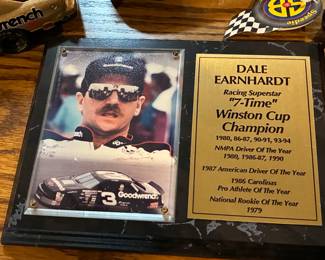 wrench
DALE
EARNHARDT
Racing Superstar
"7-Time"
Winston Cup
Champion
1980, 86-87, 90-91, 93-94
NMPA Driver Of The Year
1980, 1986-87, 1990
1987 American Driver Of The Year
1986 Carolinas
Pro Athlete Of The Year
National Rookie Of The Year
1979
Goodwrench
3